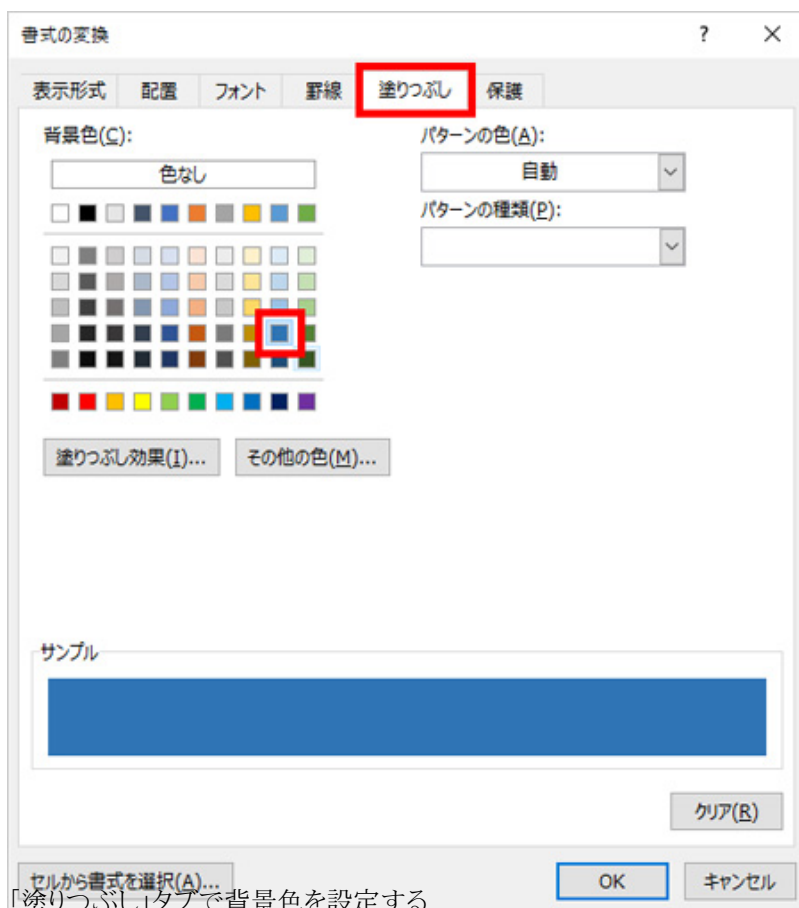 書式の変換
? ×
表示形式 配置 フォント 罫線 塗りつぶし 保護
背景色(C): パターンの色(A):
色なし 自動
パターンの種類(P):
塗りつぶし効果(I)... その他の色(M)...
サンプル
クリア(R)
セルから書式を選択(A)... OK キャンセル
「塗りつぶし」タブで背景色を設定する